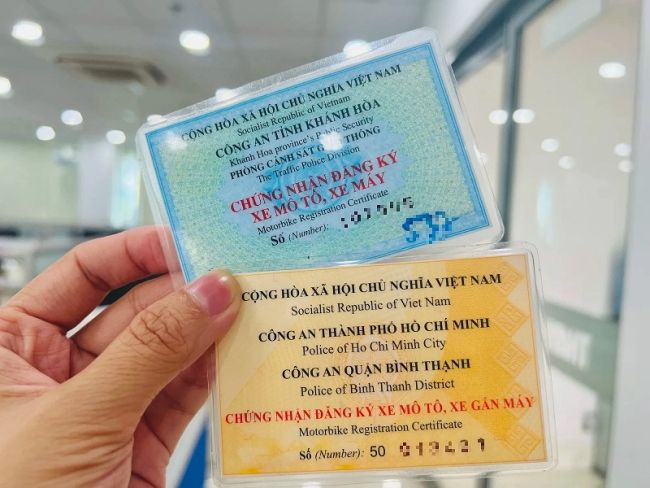 CỘNG HÒA XÃ HỘI CHỦ NGHĨA VIỆT NAM
Socialist Republic of Vietnam
CÔNG AN TỈNH KHÁNH HÒA
Khánh Hòa province's Public Security
PHÒNG CẢNH SÁT GIAO THÔNG
The Traffic Police Division
CHỨNG NHẬN ĐĂNG KÝ
XE MÔ TÔ, XE MÁY
Motorbike Registration Certificate
Số (Number):
CỘNG HÒA XÃ HỘI CHỦ NGHĨA VIỆT NAM
Socialist Republic of Viet Nam
CÔNG AN THÀNH PHỐ HỒ CHÍ MINH
Police of Ho Chi Minh City
CÔNG AN QUẬN BÌNH THẠNH
Police of Binh Thanh District
CHỨNG NHẬN ĐĂNG KÝ XE MÔ TÔ, XE GẮN MÁY
Motorbike Registration Certificate
Số (Number): 50